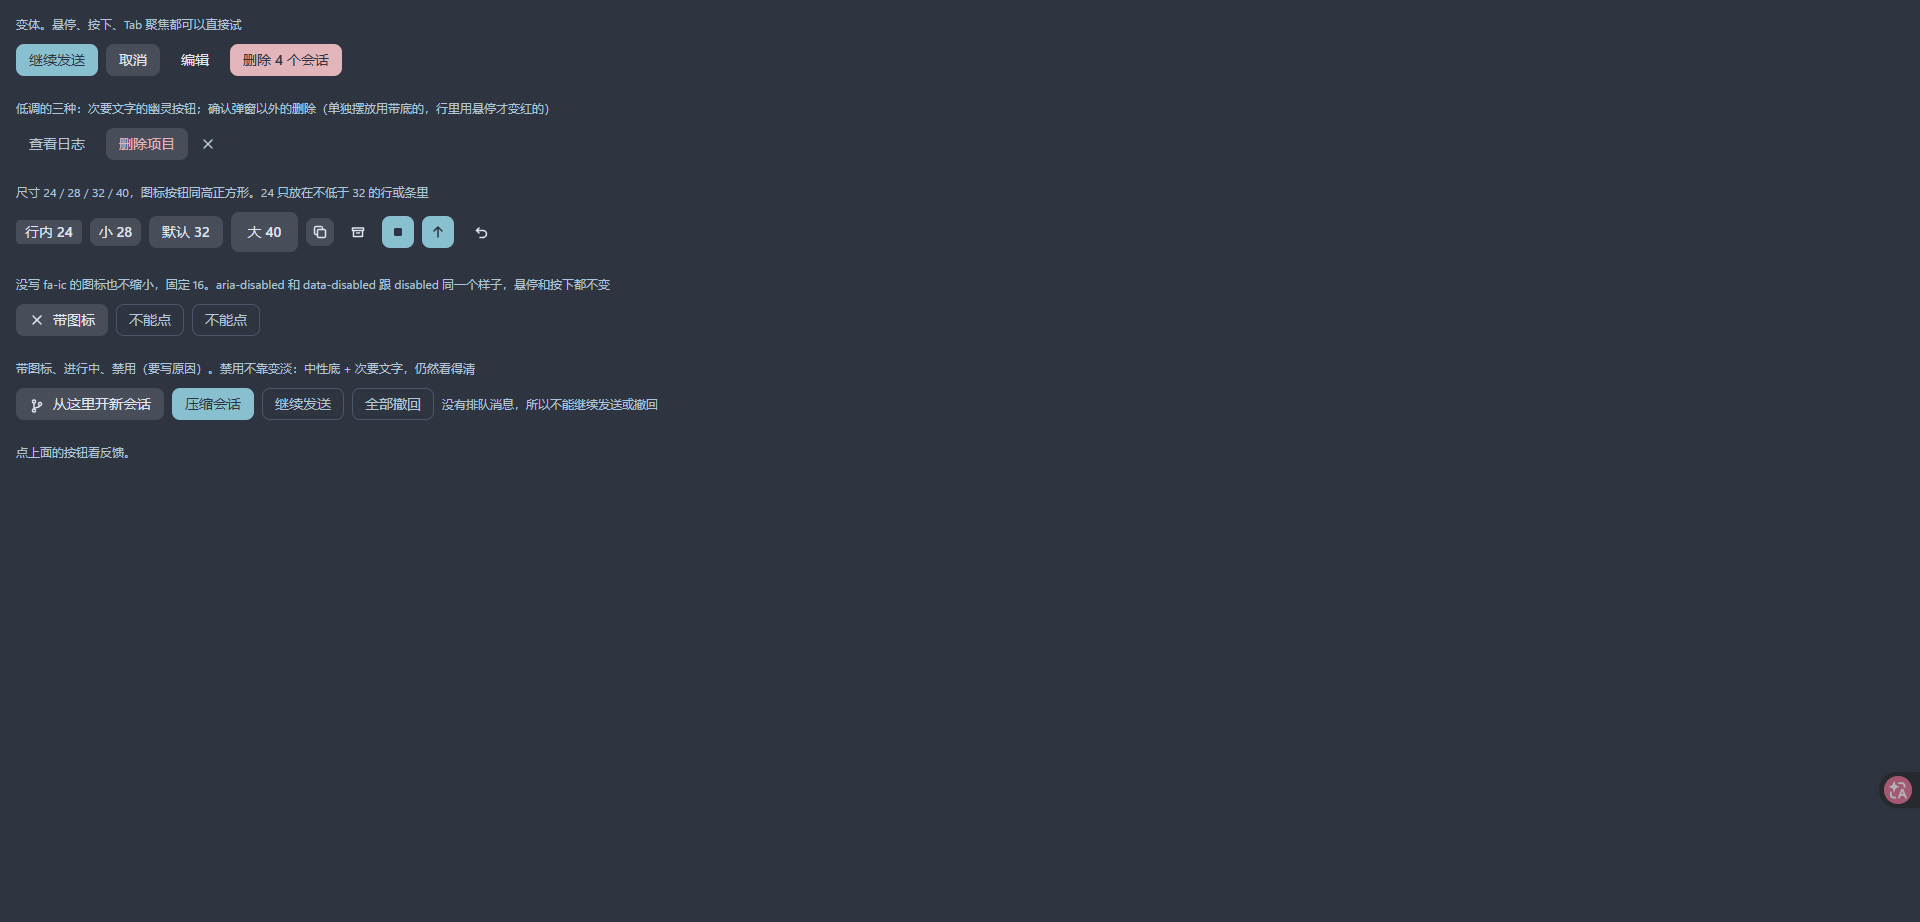 变体。悬停、按下、Tab 聚焦都可以直接试
继续发送 取消 编辑 删除 4 个会话
低调的三种：次要文字的幽灵按钮；确认弹窗以外的删除（单独摆放用带底的，行里用悬停才变红的）
查看日志 删除项目
尺寸 24 / 28 / 32 / 40，图标按钮同高正方形。24 只放在不低于 32 的行或条里
行内 24 小 28 默认 32 大 40
没写 fa-ic 的图标也不缩小，固定 16。aria-disabled 和 data-disabled 跟 disabled 同一个样子，悬停和按下都不变
带图标 不能点 不能点
带图标、进行中、禁用（要写原因）。禁用不靠变淡：中性底 + 次要文字，仍然看得清
从这里开新会话 压缩会话 继续发送 全部撤回 没有排队消息，所以不能继续发送或撤回
点上面的按钮看反馈。